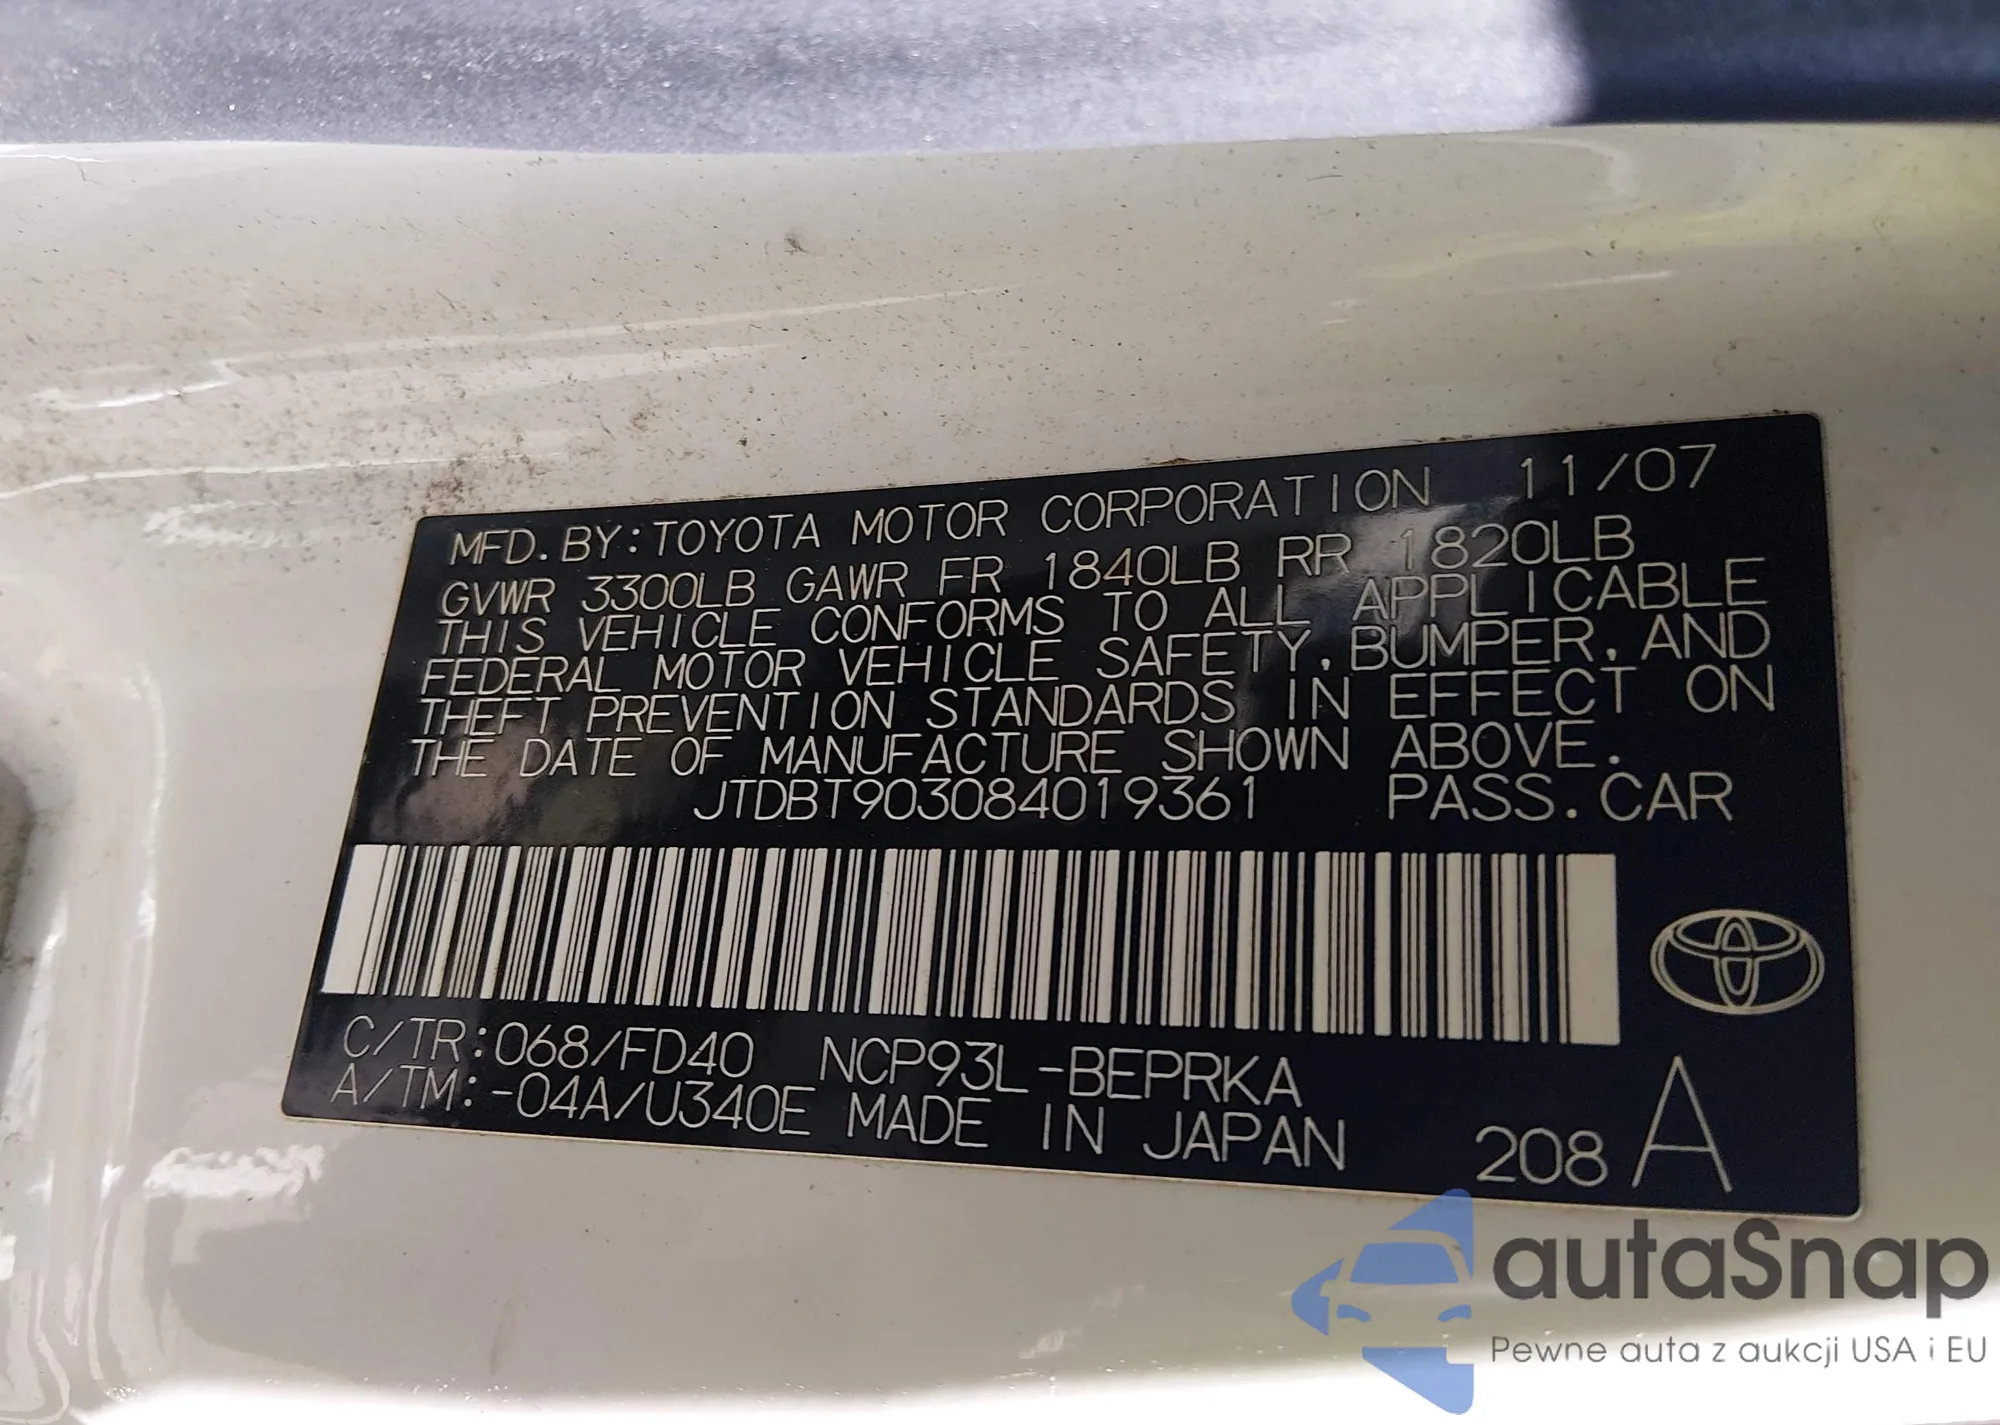 MFD. BY: TOYOTA MOTOR CORPORATION 11/07
GVWR 3300LB GAWR FR 1840LB RR 1820LB
THIS VEHICLE CONFORMS TO ALL APPLICABLE
FEDERAL MOTOR VEHICLE SAFETY, BUMPER, AND
THEFT PREVENTION STANDARDS IN EFFECT ON
THE DATE OF MANUFACTURE SHOWN ABOVE.
JTDBT903084019361 PASS. CAR
C/TR: 068/FD40 NCP93L-BEPRKA
A/TM: -04A/U340E MADE IN JAPAN 208 A
autaSnap
Pewne auta z aukcji USA i EU